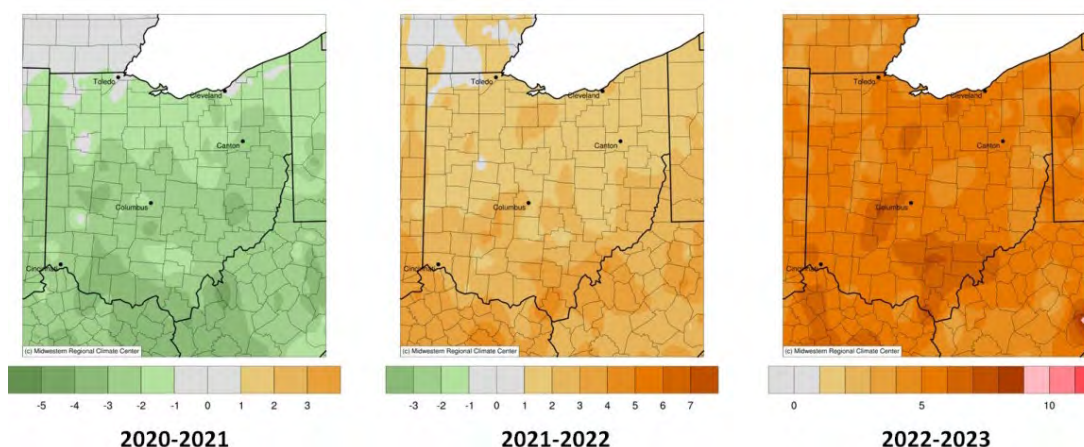 Toledo
Cleveland
Canton
Columbus
Cincinnati
(c) Midwestern Regional Climate Center
-5 -4 -3 -2 -1 0 1 2 3
2020-2021
Toledo
Cleveland
Canton
Columbus
Cincinnati
(c) Midwestern Regional Climate Center
-3 -2 -1 0 1 2 3 4 5 6 7
2021-2022
Toledo
Cleveland
Canton
Columbus
Cincinnati
(c) Midwestern Regional Climate Center
0 5 10
2022-2023